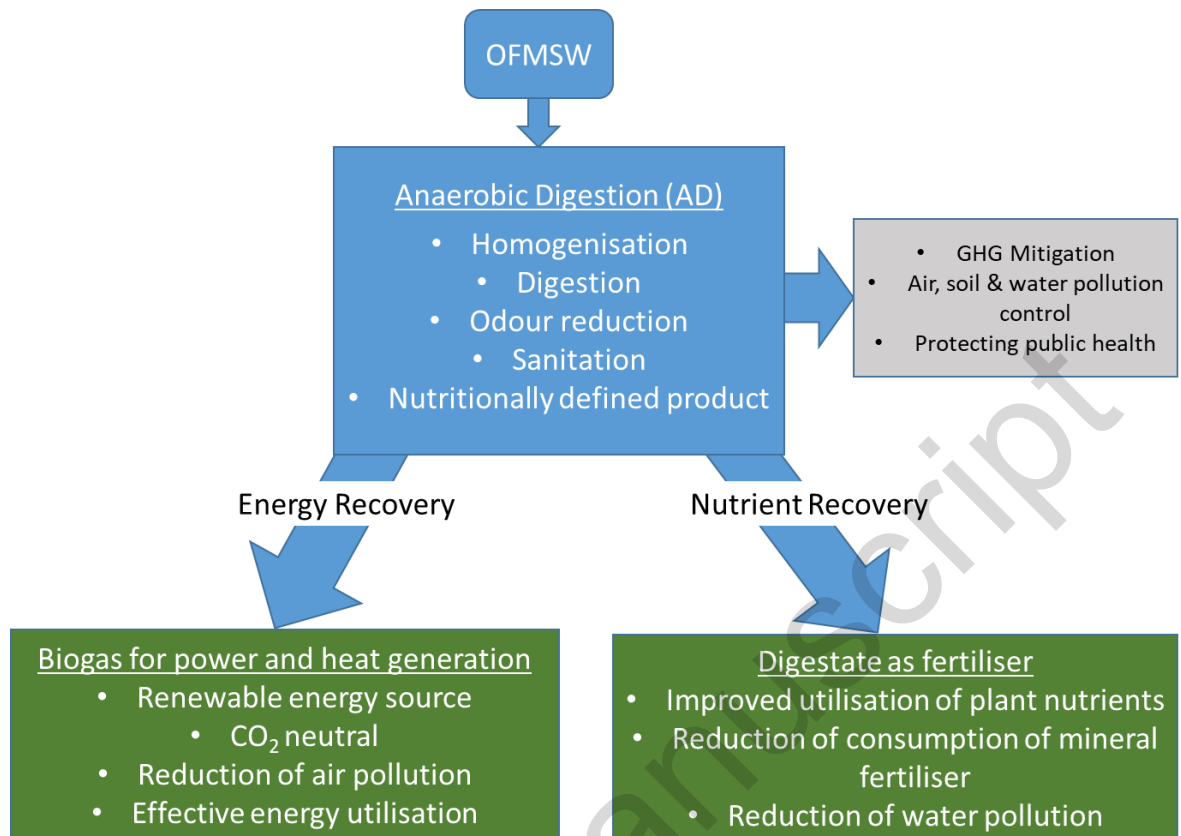 OFMSW
Anaerobic Digestion (AD)
• Homogenisation
• Digestion
• Odour reduction
• Sanitation
• Nutritionally defined product
• GHG Mitigation
• Air, soil & water pollution
control
• Protecting public health
Energy Recovery
Nutrient Recovery
Biogas for power and heat generation
• Renewable energy source
• CO₂ neutral
• Reduction of air pollution
• Effective energy utilisation
Digestate as fertiliser
• Improved utilisation of plant nutrients
• Reduction of consumption of mineral
fertiliser
• Reduction of water pollution
anuscript